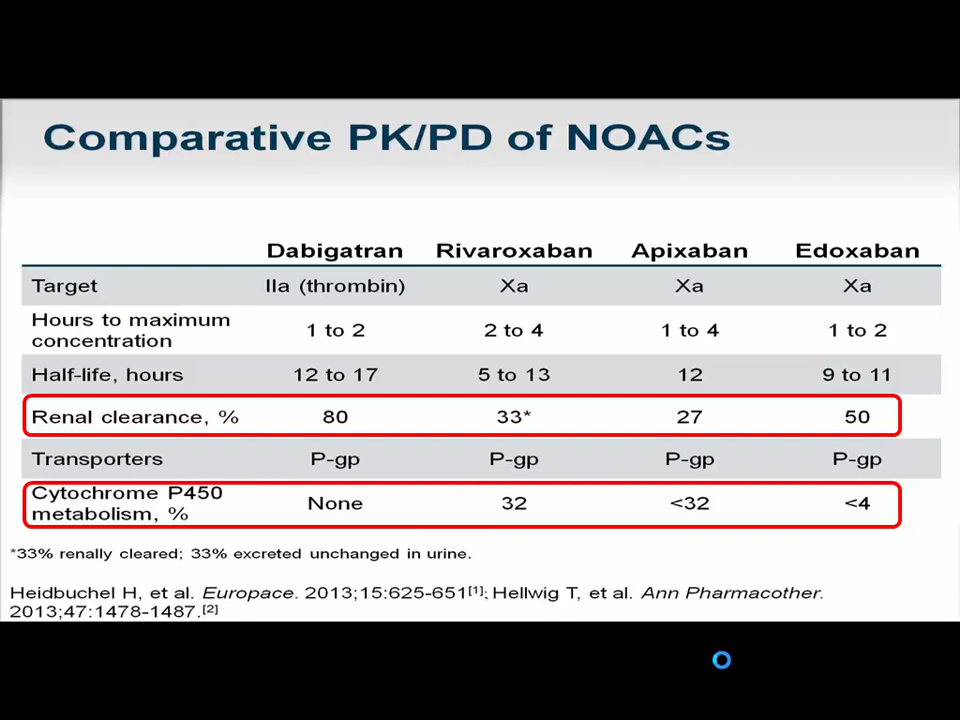 Comparative PK/PD of NOACs
Dabigatran Rivaroxaban Apixaban Edoxaban
Target IIa (thrombin) Xa Xa Xa
Hours to maximum
concentration 1 to 2 2 to 4 1 to 4 1 to 2
Half-life, hours 12 to 17 5 to 13 12 9 to 11
Renal clearance, % 80 33* 27 50
Transporters P-gp P-gp P-gp P-gp
Cytochrome P450
metabolism, % None 32 <32 <4
*33% renally cleared; 33% excreted unchanged in urine.
Heidbuchel H, et al. Europace. 2013;15:625-651[1]; Hellwig T, et al. Ann Pharmacother.
2013;47:1478-1487.[2]